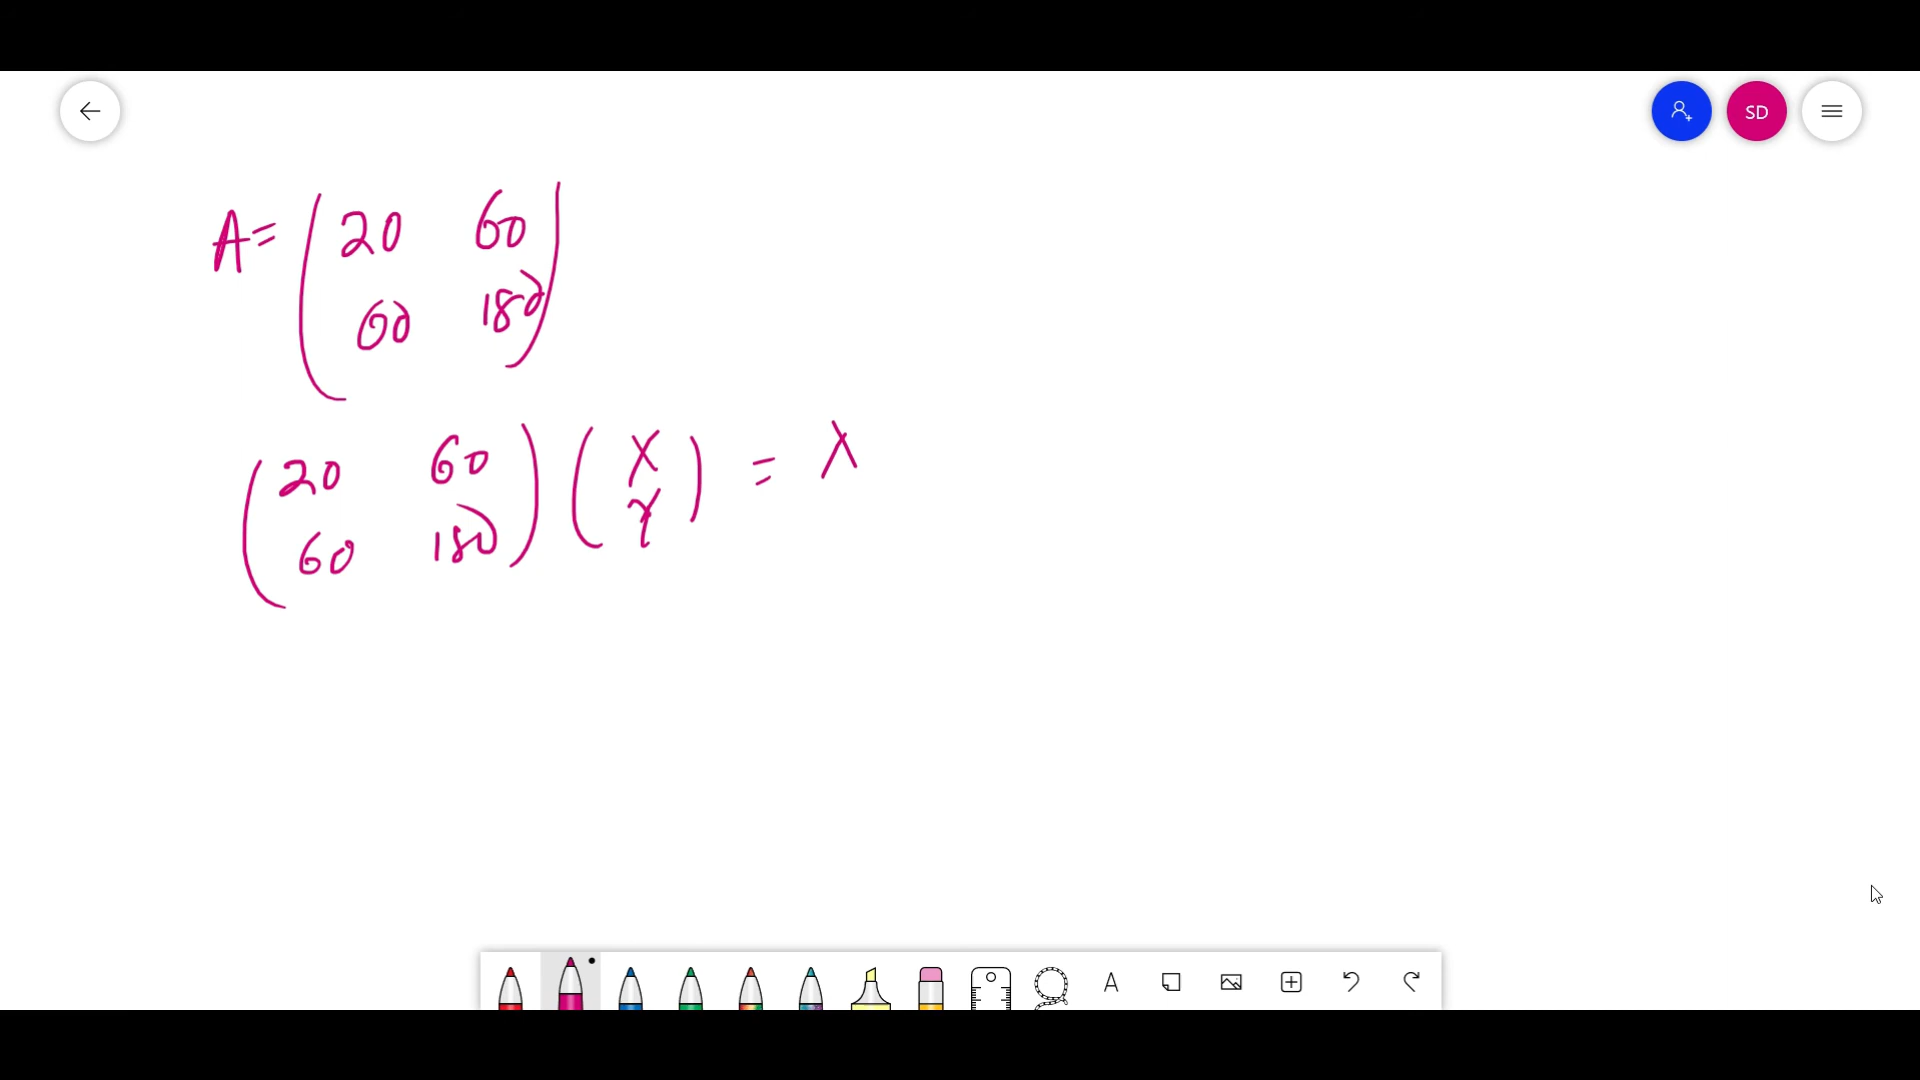 SD
A = ( 20 60
60 180 )
( 20 60
60 180 ) ( x
y ) = λ
A